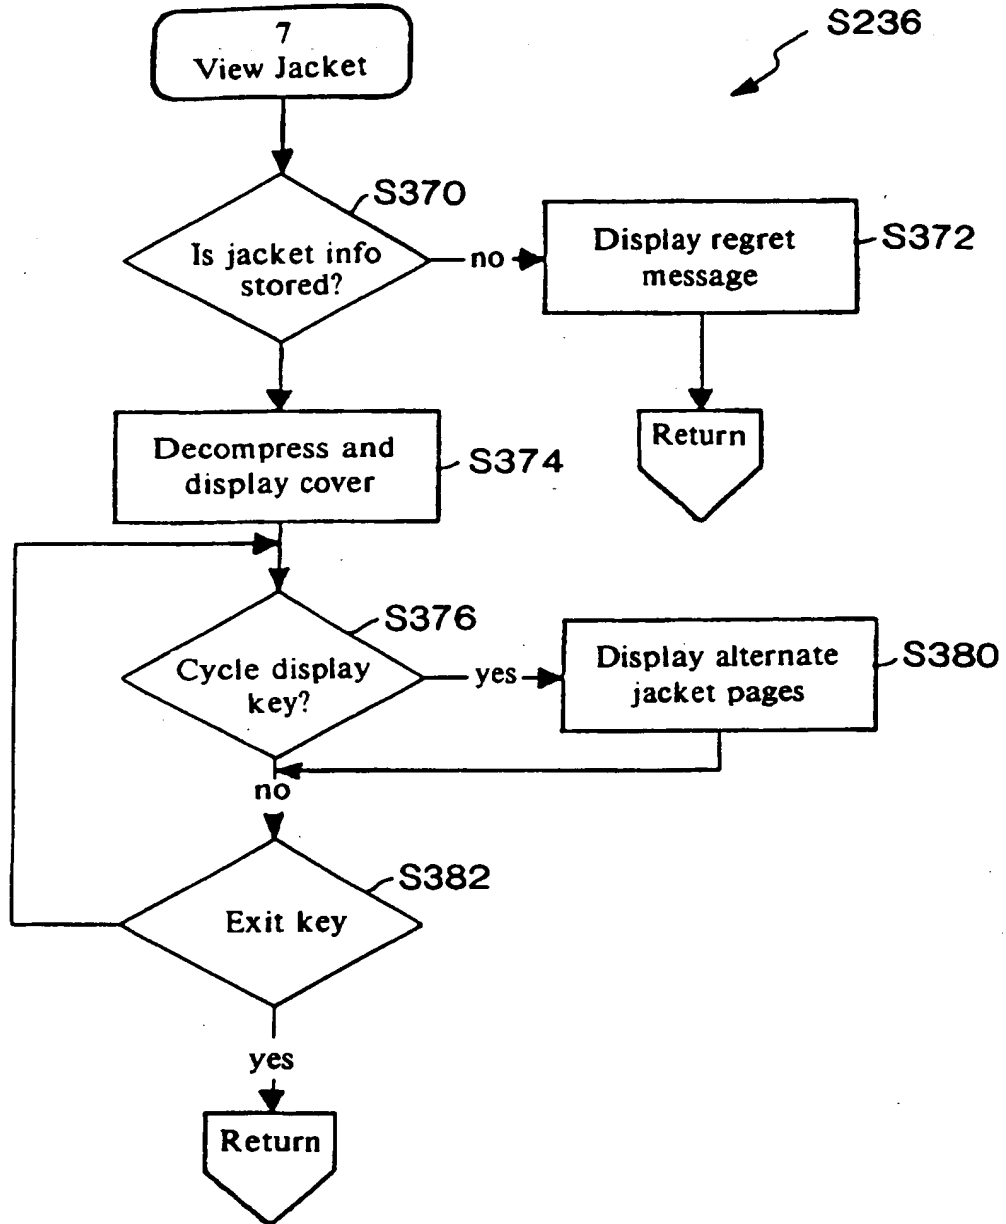 S236
7
View Jacket
S370
Is jacket info
stored?
no
Display regret
message
S372
Return
Decompress and
display cover
S374
S376
Cycle display
key?
yes
Display alternate
jacket pages
S380
no
S382
Exit key
yes
Return